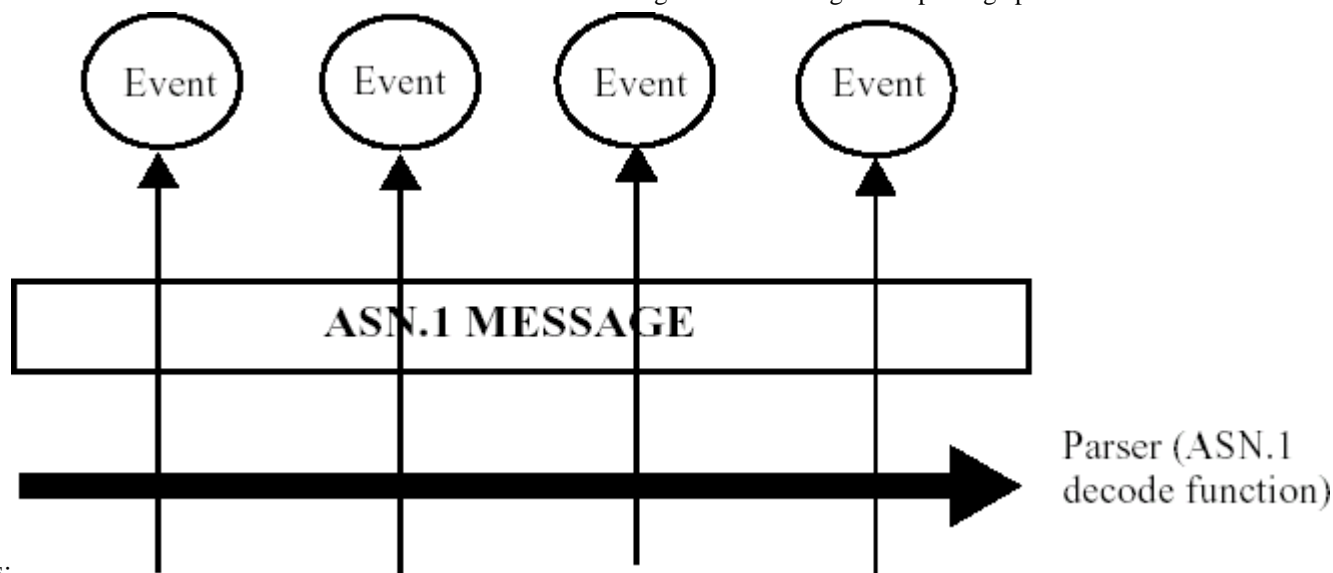 Event
Event
Event
Event
ASN.1 MESSAGE
Parser (ASN.1
decode function)